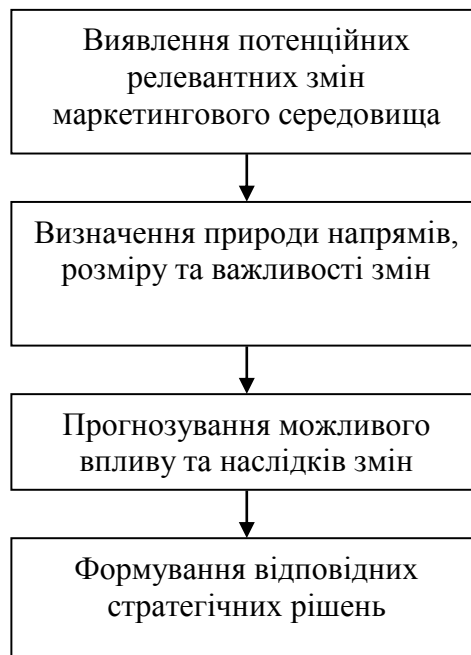 Виявлення потенційних
релевантних змін
маркетингового середовища
Визначення природи напрямів,
розміру та важливості змін
Прогнозування можливого
впливу та наслідків змін
Формування відповідних
стратегічних рішень